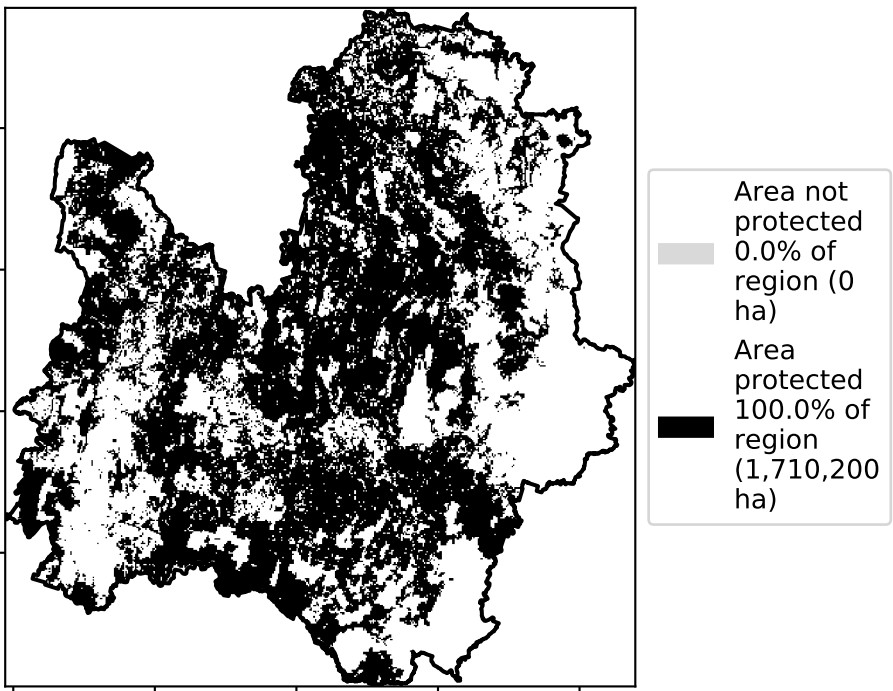 Area not
protected
0.0% of
region (0
ha)
Area
protected
100.0% of
region
(1,710,200
ha)